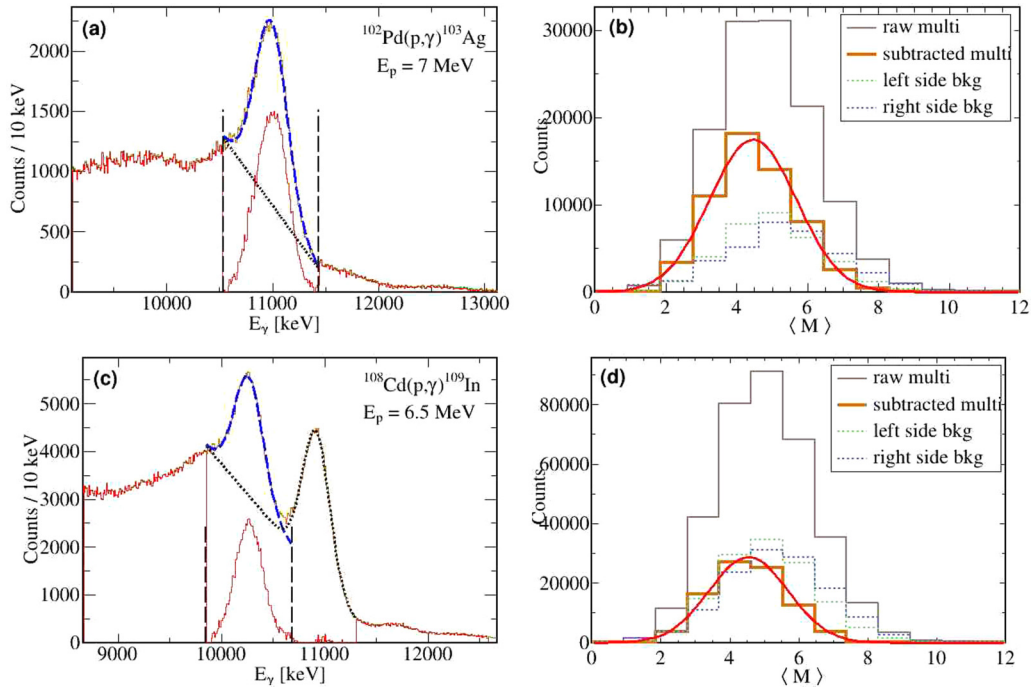 (a)
¹⁰²Pd(p,γ)¹⁰³Ag
Eₚ = 7 MeV
Counts / 10 keV
2000
1500
1000
500
0
10000 11000 12000 13000
Eᵧ [keV]
(b)
raw multi
subtracted multi
left side bkg
right side bkg
Counts
30000
20000
10000
0
0 2 4 6 8 10 12
⟨ M ⟩
(c)
¹⁰⁸Cd(p,γ)¹⁰⁹In
Eₚ = 6.5 MeV
Counts / 10 keV
5000
4000
3000
2000
1000
0
9000 10000 11000 12000
Eᵧ [keV]
(d)
raw multi
subtracted multi
left side bkg
right side bkg
Counts
80000
60000
40000
20000
0
0 2 4 6 8 10 12
⟨ M ⟩